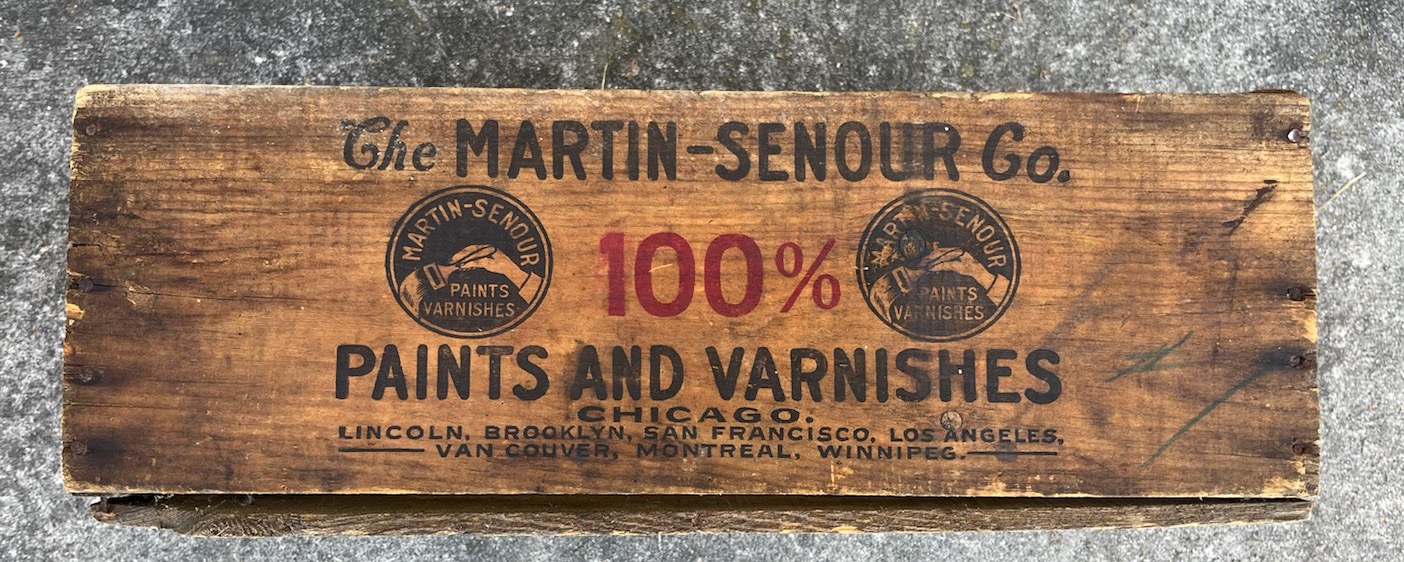 The MARTIN-SENOUR Co.
MARTIN-SENOUR
PAINTS
VARNISHES
100%
MARTIN-SENOUR
PAINTS
VARNISHES
PAINTS AND VARNISHES
CHICAGO.
LINCOLN, BROOKLYN, SAN FRANCISCO, LOS ANGELES,
VAN COUVER, MONTREAL, WINNIPEG.